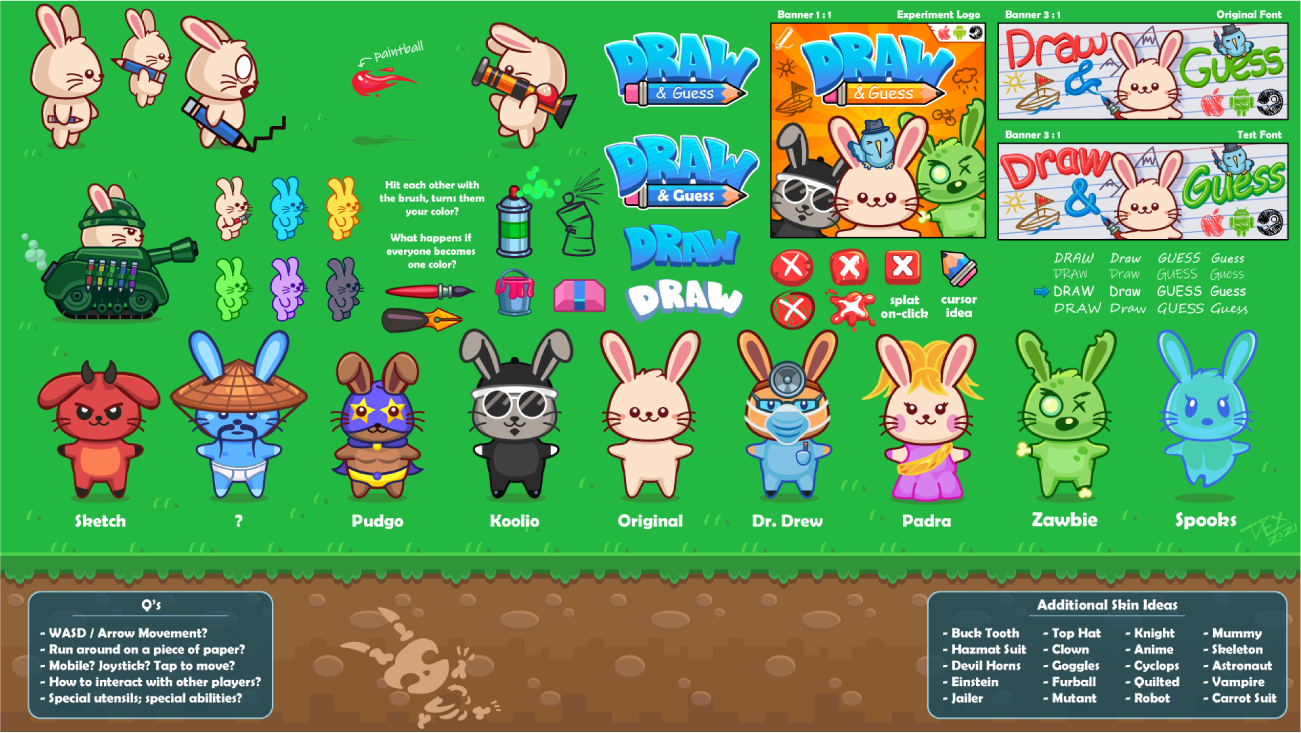 paintball
DRAW
& Guess
Banner 1 : 1
Experiment Logo
DRAW
& Guess
Banner 3 : 1
Original Font
Draw
&
Guess
Banner 3 : 1
Test Font
Draw
&
Guess
DRAW
& Guess
DRAW
DRAW
Hit each other with
the brush, turns them
your color?
What happens if
everyone becomes
one color?
splat
on-click
cursor
idea
DRAW Draw GUESS Guess
DRAW Draw GUESS Guess
DRAW Draw GUESS Guess
DRAW Draw GUESS Guess
Sketch
?
Pudgo
Koolio
Original
Dr. Drew
Padra
Zawbie
Spooks
Q's
- WASD / Arrow Movement?
- Run around on a piece of paper?
- Mobile? Joystick? Tap to move?
- How to interact with other players?
- Special utensils; special abilities?
Additional Skin Ideas
- Buck Tooth
- Hazmat Suit
- Devil Horns
- Einstein
- Jailer
- Top Hat
- Clown
- Goggles
- Furball
- Mutant
- Knight
- Anime
- Cyclops
- Quilted
- Robot
- Mummy
- Skeleton
- Astronaut
- Vampire
- Carrot Suit